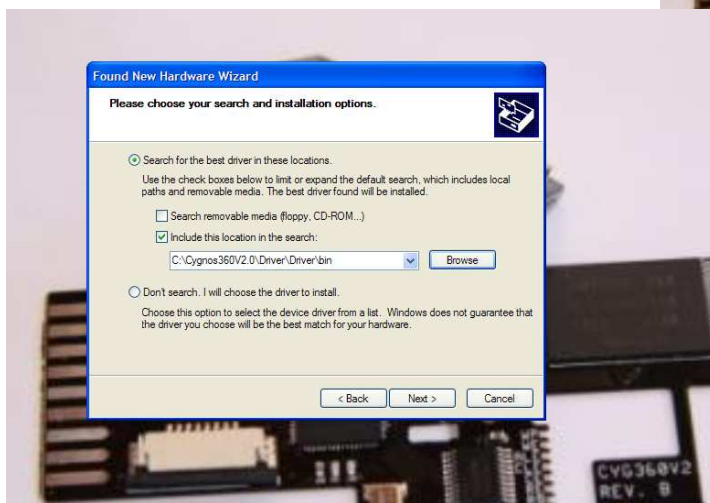 Found New Hardware Wizard
Please choose your search and installation options.
Search for the best driver in these locations.
Use the check boxes below to limit or expand the default search, which includes local
paths and removable media. The best driver found will be installed.
Search removable media (floppy, CD-ROM...)
Include this location in the search:
C:\Cygnos360V2.0\Driver\Driver\bin
Browse
Don't search. I will choose the driver to install.
Choose this option to select the device driver from a list. Windows does not guarantee that
the driver you choose will be the best match for your hardware.
< Back
Next >
Cancel
CYG360V2
REV. B